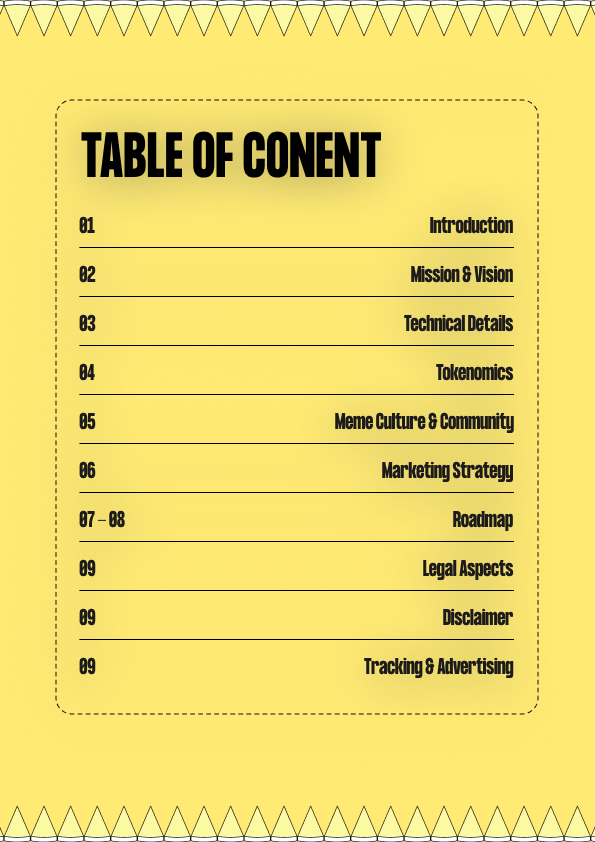 TABLE OF CONENT
01 Introduction
02 Mission & Vision
03 Technical Details
04 Tokenomics
05 Meme Culture & Community
06 Marketing Strategy
07 – 08 Roadmap
09 Legal Aspects
09 Disclaimer
09 Tracking & Advertising